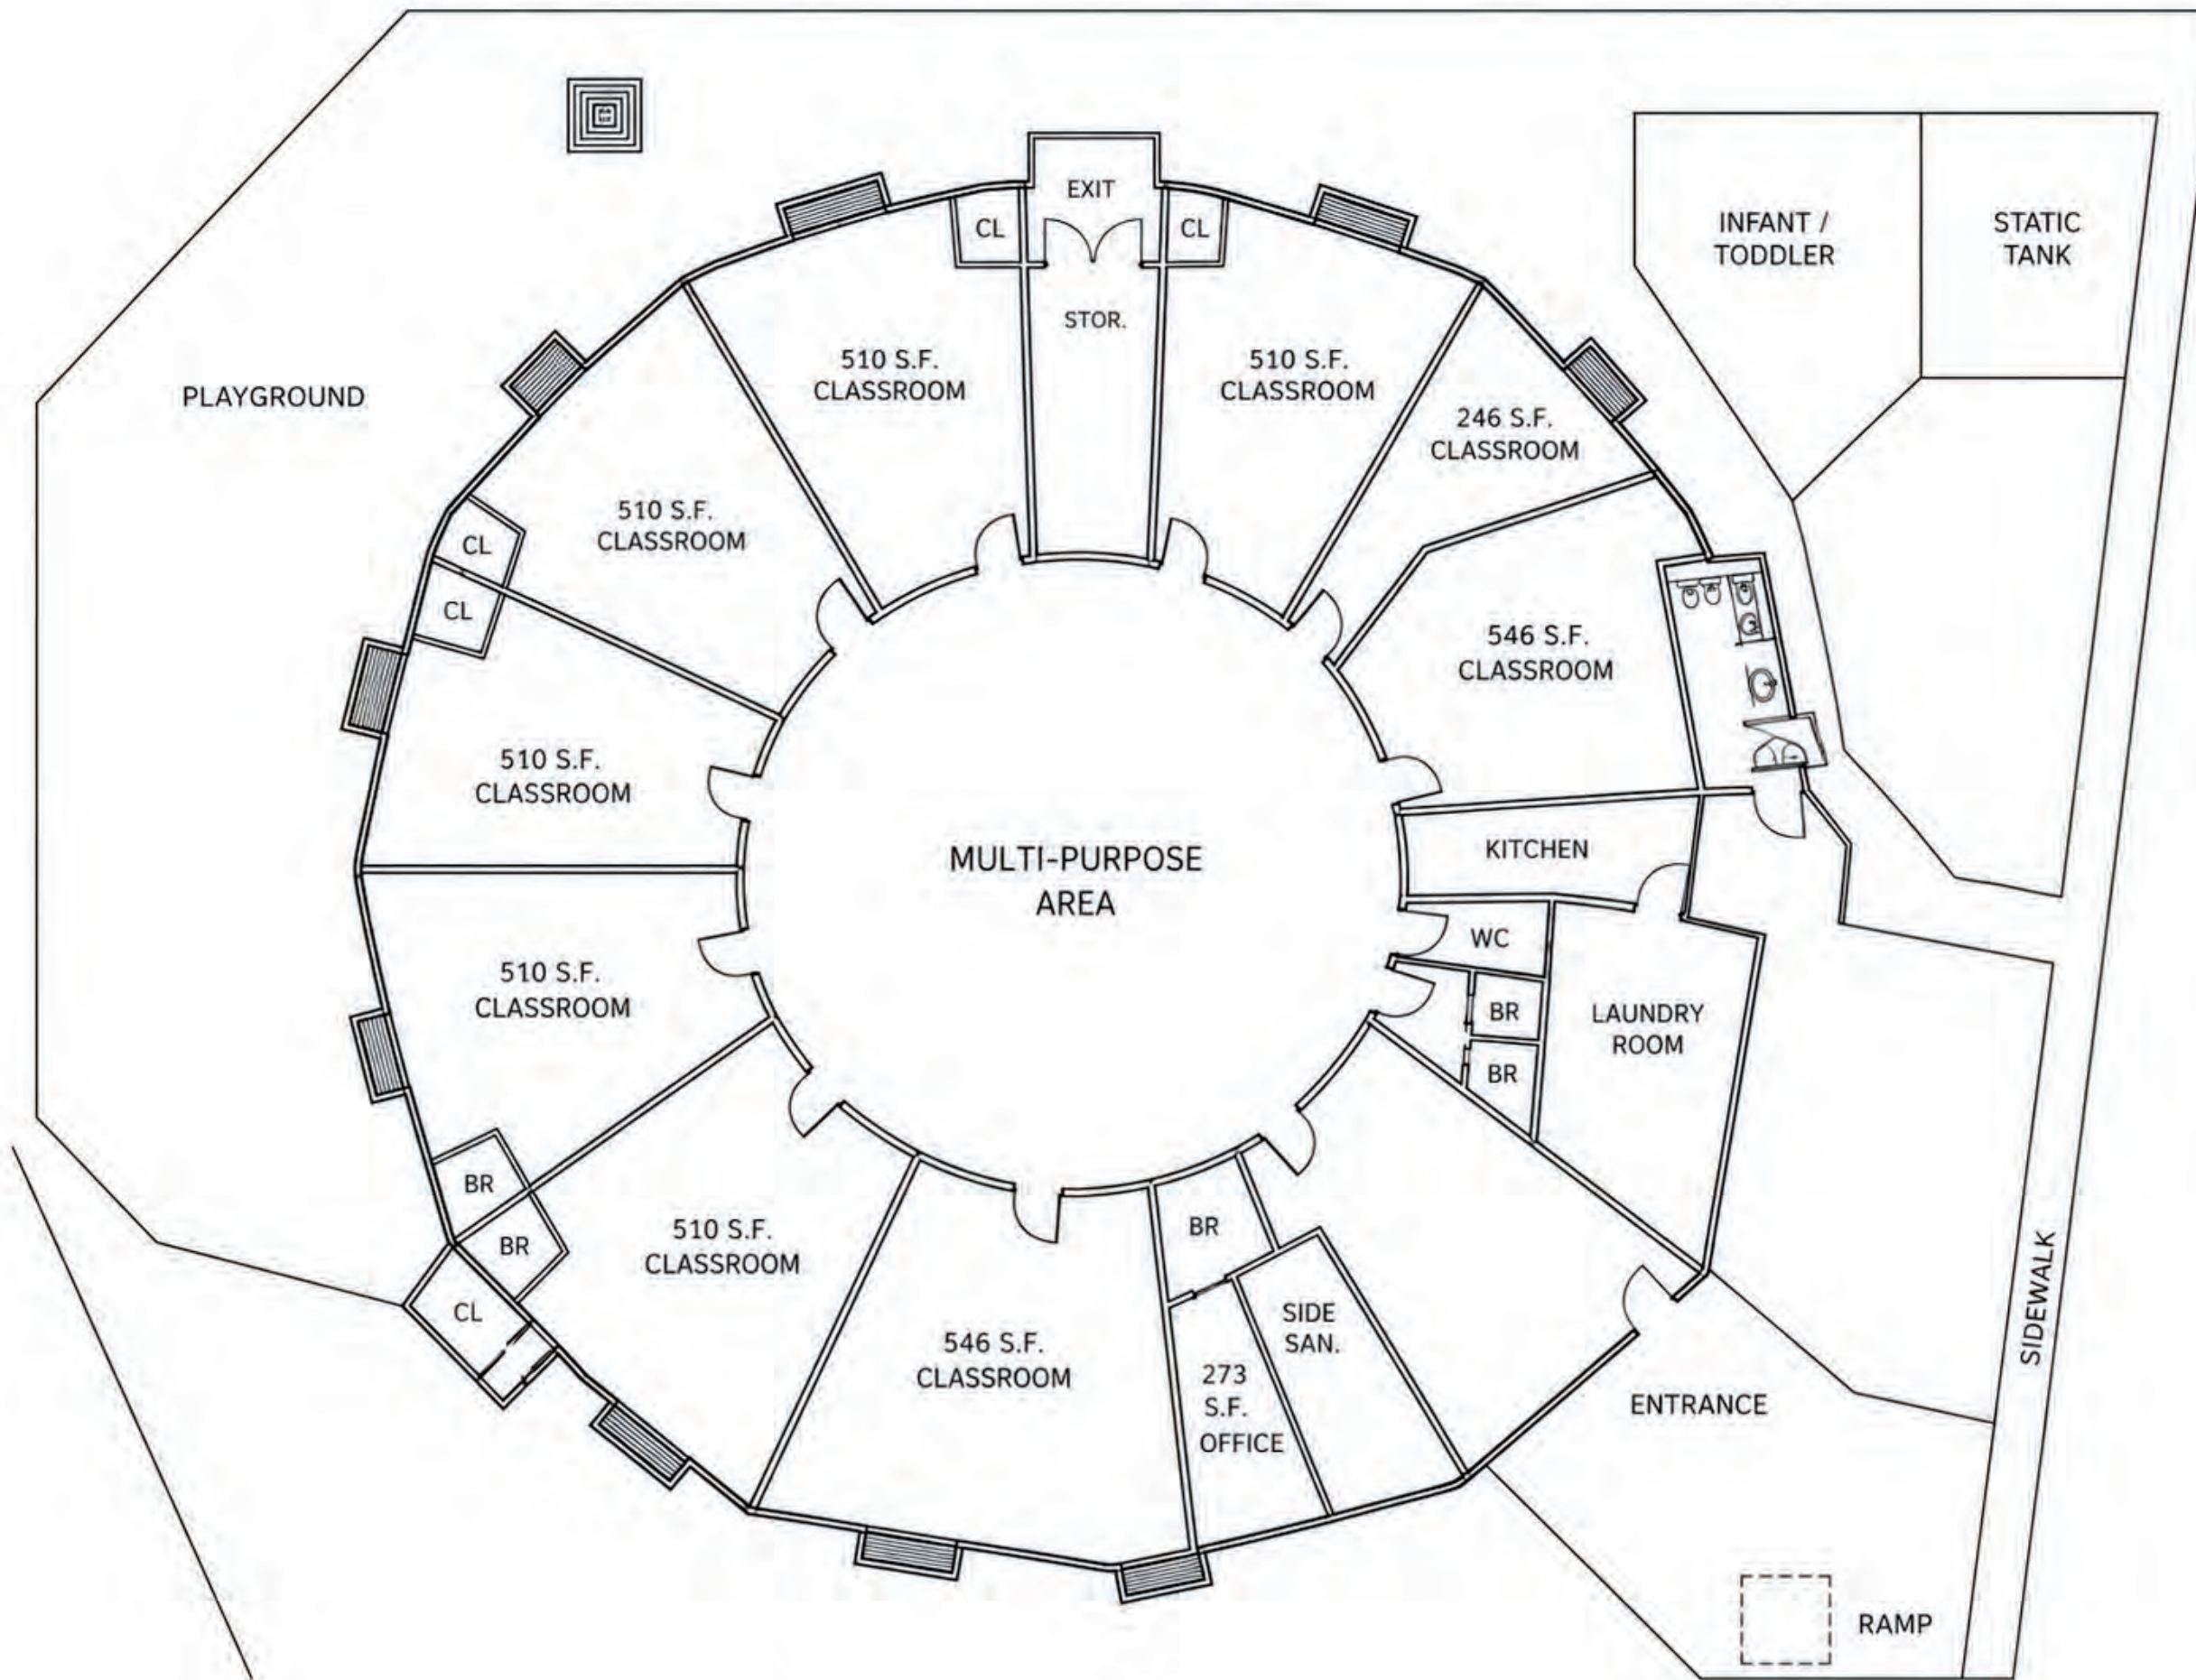 EXIT
CL
CL
INFANT /
TODDLER
STATIC
TANK
STOR.
510 S.F.
CLASSROOM
510 S.F.
CLASSROOM
PLAYGROUND
246 S.F.
CLASSROOM
510 S.F.
CLASSROOM
CL
CL
546 S.F.
CLASSROOM
510 S.F.
CLASSROOM
MULTI-PURPOSE
AREA
KITCHEN
WC
510 S.F.
CLASSROOM
BR
LAUNDRY
ROOM
BR
BR
BR
510 S.F.
CLASSROOM
BR
CL
SIDE
SAN.
546 S.F.
CLASSROOM
273
S.F.
OFFICE
ENTRANCE
SIDEWALK
RAMP